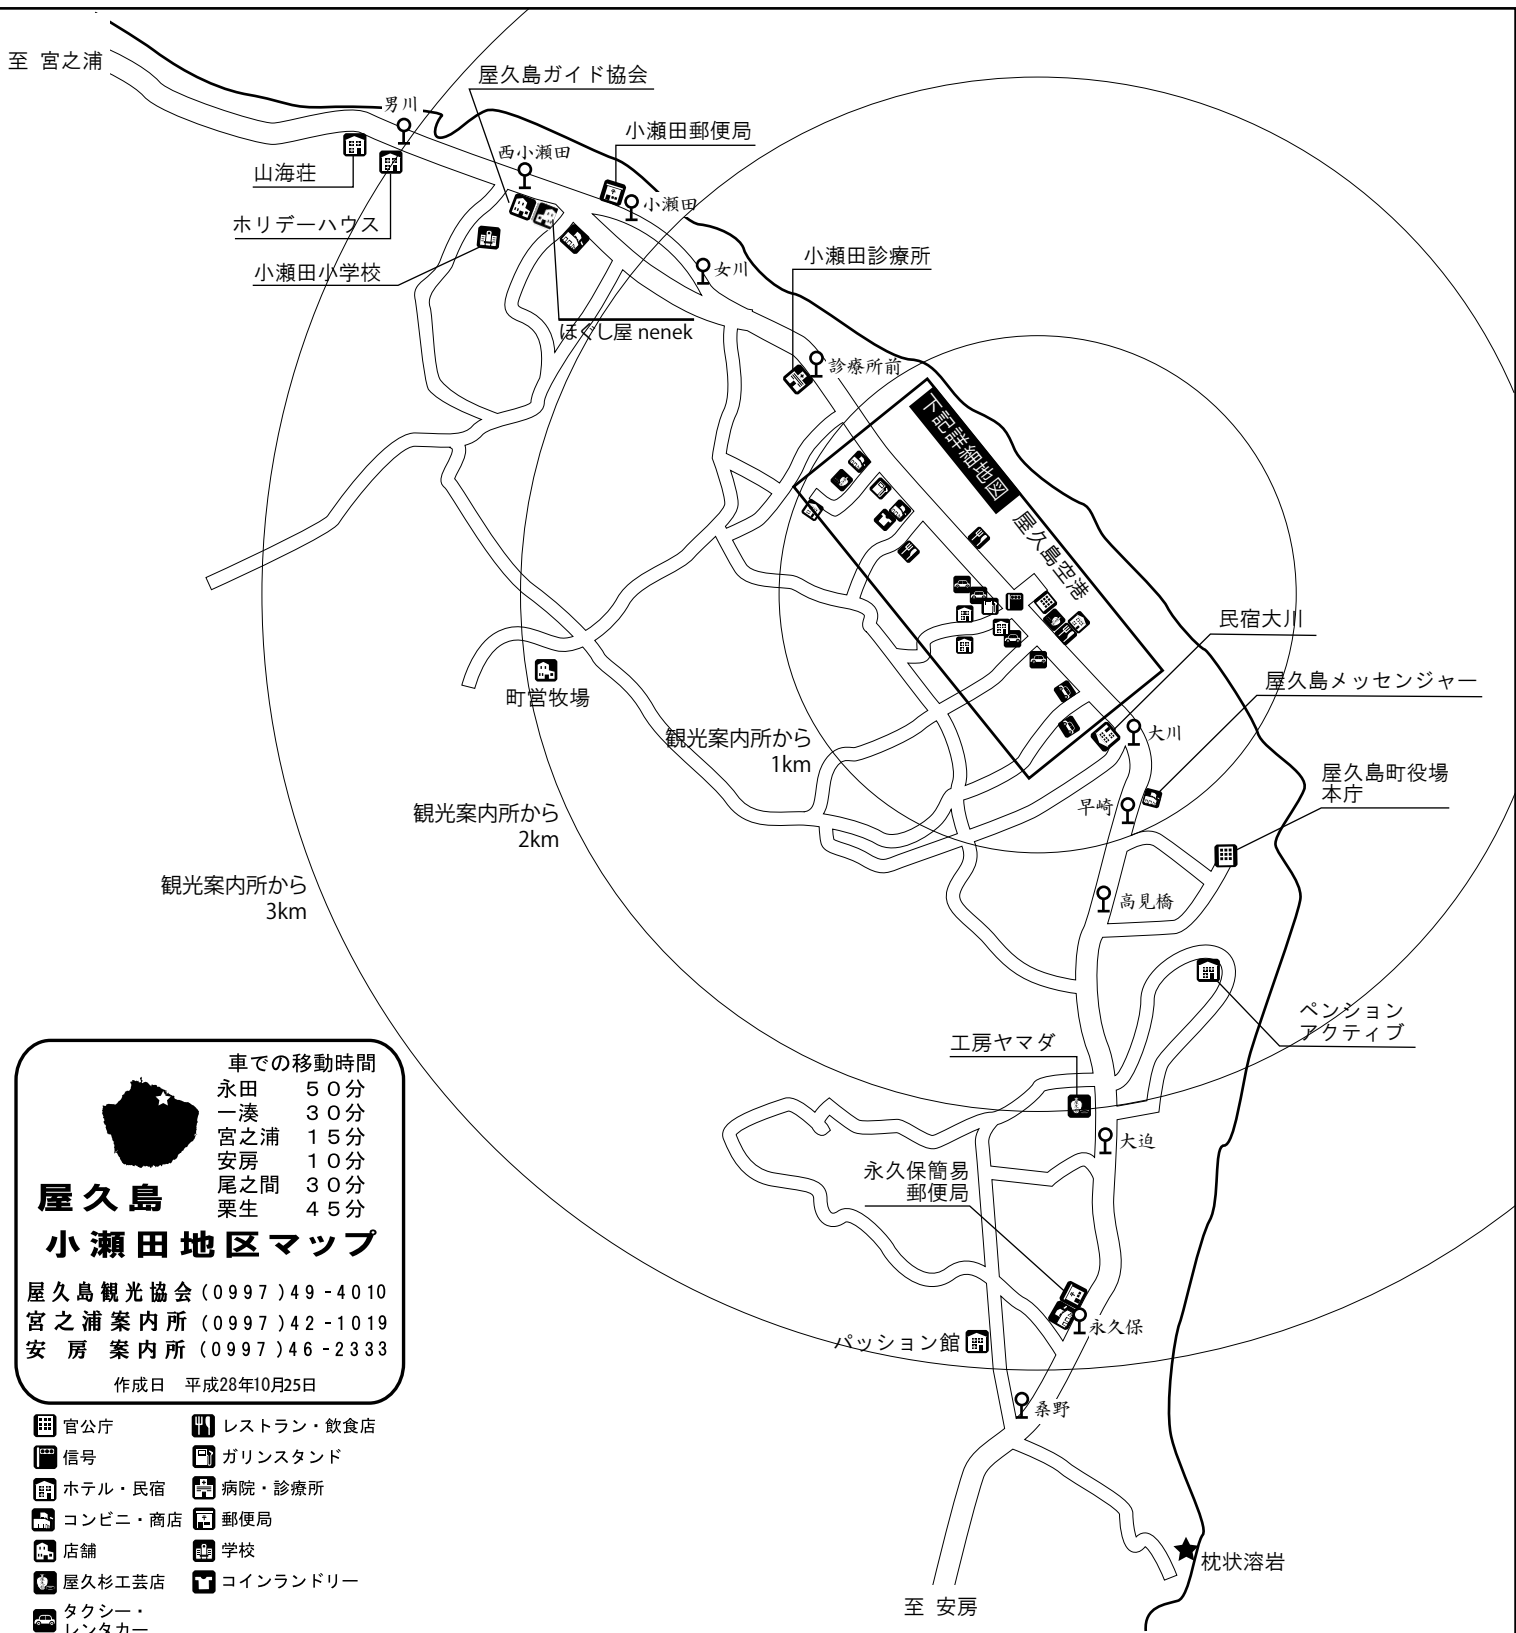 至 宮之浦
屋久島ガイド協会
男川
小瀬田郵便局
西小瀬田
山海荘
小瀬田
ホリデーハウス
小瀬田診療所
女川
小瀬田小学校
ほぐし屋 nenek
診療所前
下記詳細地図
屋久島空港
民宿大川
屋久島メッセンジャー
町営牧場
大川
観光案内所から
1km
屋久島町役場
本庁
早崎
観光案内所から
2km
観光案内所から
3km
高見橋
ペンション
アクティブ
工房ヤマダ
大迫
永久保簡易
郵便局
永久保
パッション館
桑野
枕状溶岩
至 安房
車での移動時間
永田 50分
一湊 30分
宮之浦 15分
安房 10分
尾之間 30分
栗生 45分
屋久島
小瀬田地区マップ
屋久島観光協会(0997)49-4010
宮之浦案内所(0997)42-1019
安房案内所(0997)46-2333
作成日 平成28年10月25日
官公庁
信号
ホテル・民宿
コンビニ・商店
店舗
屋久杉工芸店
タクシー・
レンタカー
レストラン・飲食店
ガリンスタンド
病院・診療所
郵便局
学校
コインランドリー